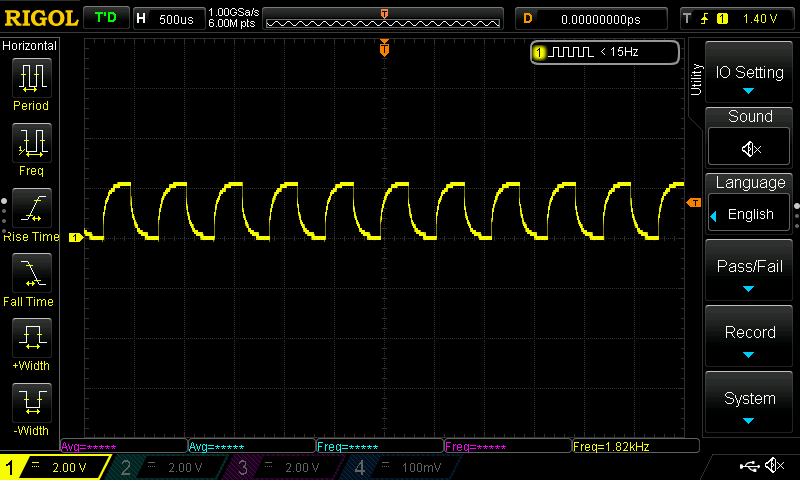 RIGOL T'D H 500us 1.00GSa/s 6.00M pts T D 0.00000000ps T 1 1.40 V
Horizontal
T
1 < 15Hz
Utility
IO Setting
Period
Sound
Freq
Language
English
Rise Time
T
1
Pass/Fail
Fall Time
Record
+Width
System
-Width
Avg=***** Avg=***** Freq=***** Freq=***** Freq=1.82kHz
1 = 2.00 V 2 = 2.00 V 3 = 2.00 V 4 = 100mV